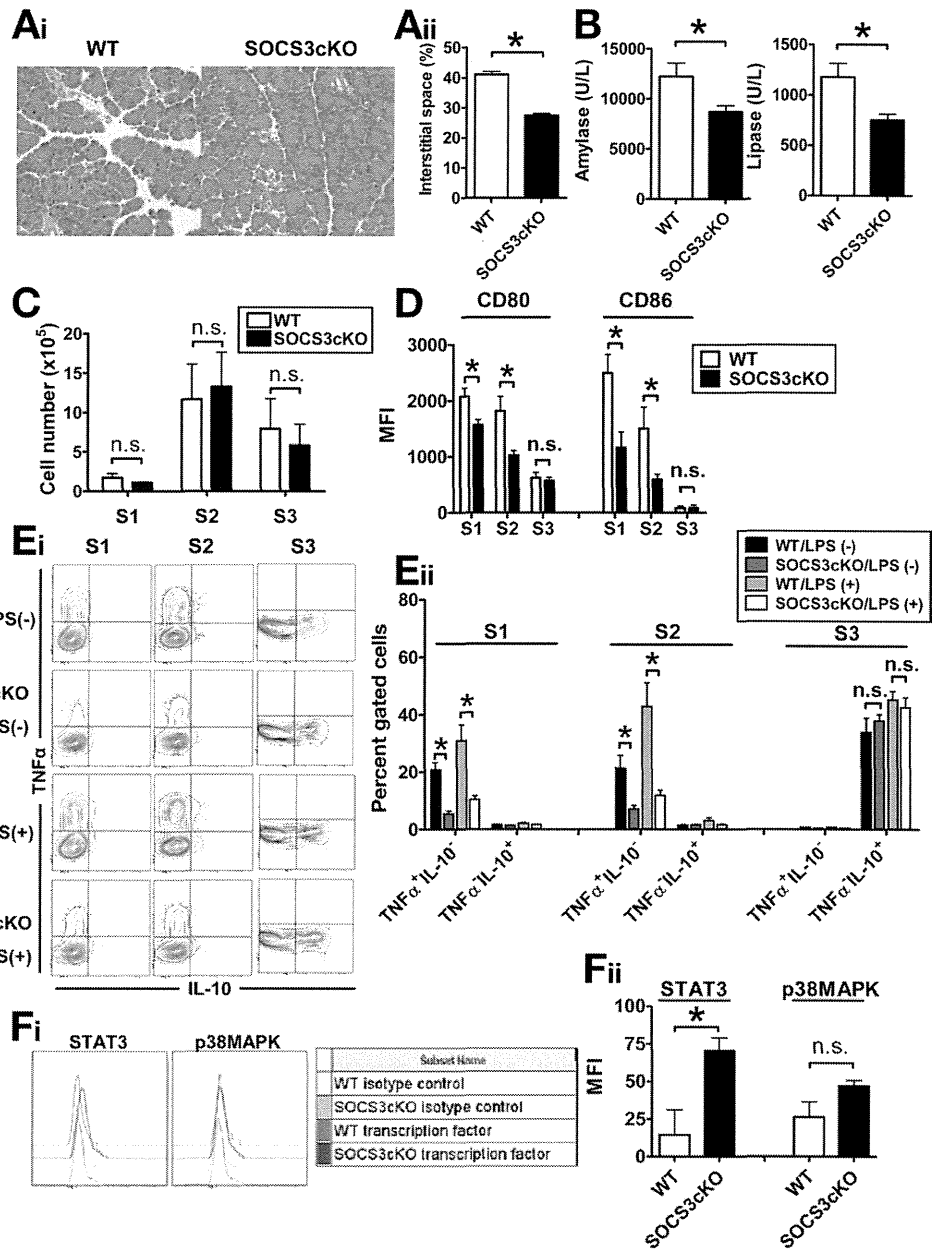 Ai
WT SOCS3cKO
Aii
Interstitial space (%)
50
40
30
20
10
0
*
WT
SOCS3cKO
B
Amylase (U/L)
15000
10000
5000
0
*
WT
SOCS3cKO
Lipase (U/L)
1500
1000
500
0
*
WT
SOCS3cKO
C
Cell number (x10⁵)
20
15
10
5
0
n.s.
n.s.
n.s.
WT
SOCS3cKO
S1 S2 S3
D
CD80 CD86
MFI
3000
2000
1000
0
* * n.s. * * n.s.
WT
SOCS3cKO
S1 S2 S3 S1 S2 S3
Ei
S1 S2 S3
PS(-)
cKO
S(-)
PS(+)
cKO
S(+)
TNFα
IL-10
Eii
WT/LPS (-)
SOCS3cKO/LPS (-)
WT/LPS (+)
SOCS3cKO/LPS (+)
Percent gated cells
80
60
40
20
0
S1 S2 S3
* * * * n.s. n.s.
TNFα⁺IL-10⁻
TNFα⁻IL-10⁺
TNFα⁺IL-10⁻
TNFα⁻IL-10⁺
TNFα⁺IL-10⁻
TNFα⁻IL-10⁺
Fi
STAT3 p38MAPK
Subset Name
WT isotype control
SOCS3cKO isotype control
WT transcription factor
SOCS3cKO transcription factor
Fii
STAT3 p38MAPK
MFI
100
75
50
25
0
* n.s.
WT
SOCS3cKO
WT
SOCS3cKO